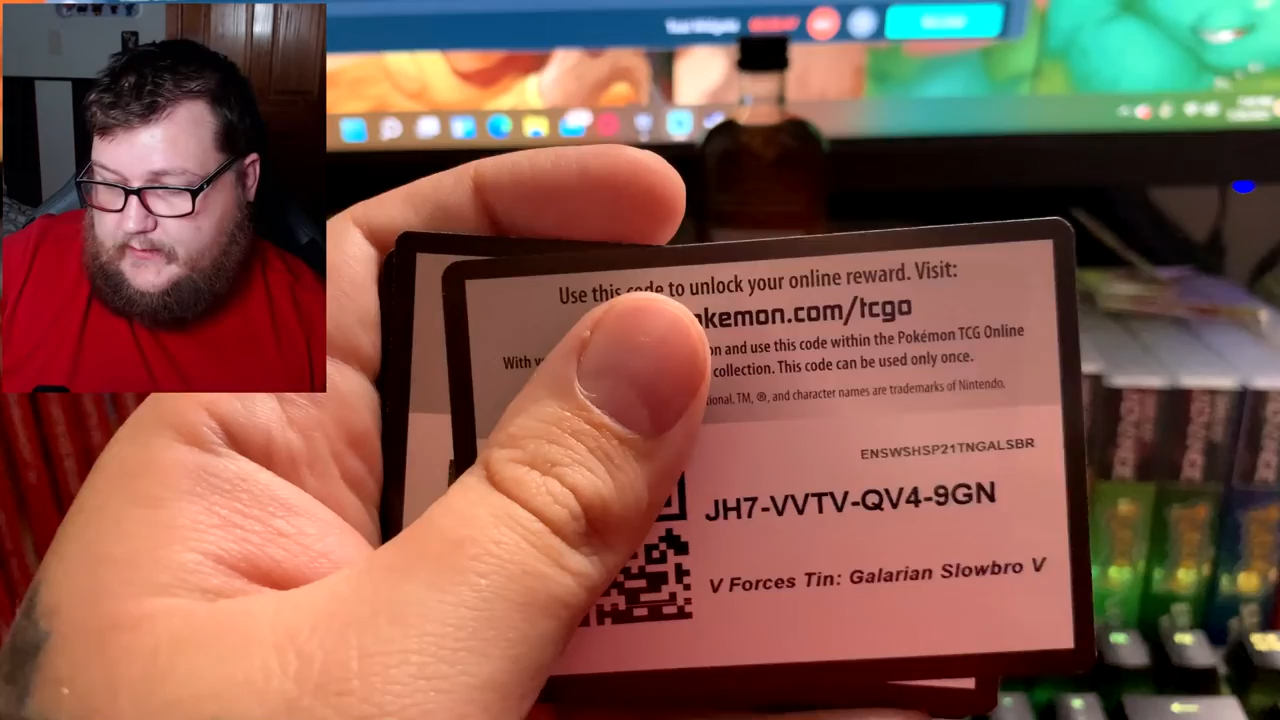 Use this code to unlock your online reward. Visit:
kemon.com/tcgo
With on and use this code within the Pokémon TCG Online
collection. This code can be used only once.
TM, ®, and character names are trademarks of Nintendo.
ENSWSHSP21TNGALSBR
JH7-VVTV-QV4-9GN
V Forces Tin: Galarian Slowbro V